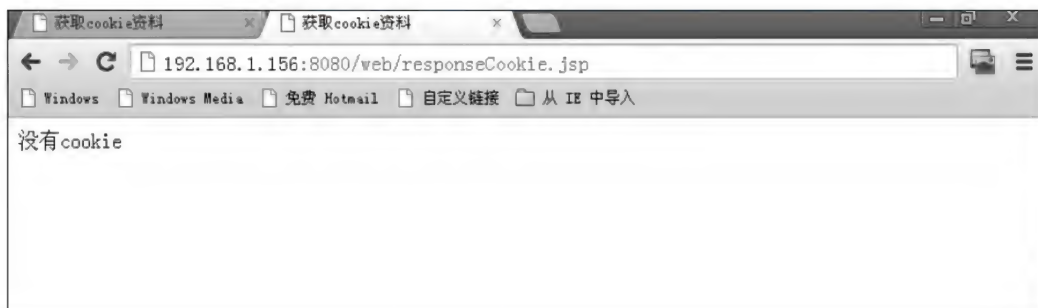 获取cookie资料 获取cookie资料
192.168.1.156:8080/web/responseCookie.jsp
Windows Windows Media 免费 Hotmail 自定义链接 从 IE 中导入
没有cookie